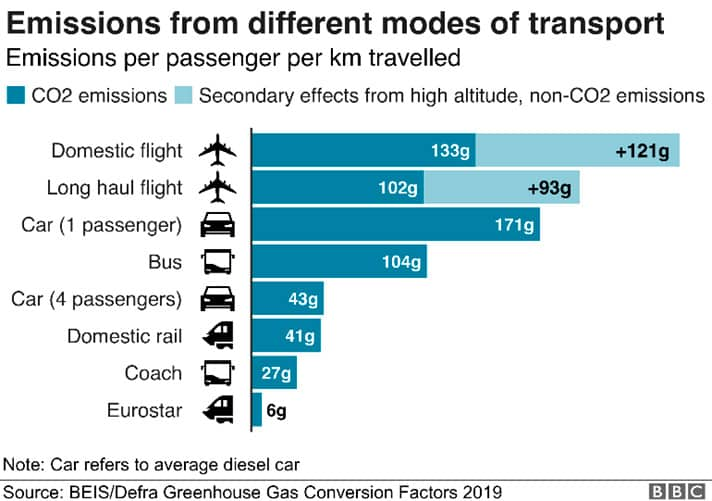 Emissions from different modes of transport
Emissions per passenger per km travelled
CO2 emissions Secondary effects from high altitude, non-CO2 emissions
Domestic flight 133g +121g
Long haul flight 102g +93g
Car (1 passenger) 171g
Bus 104g
Car (4 passengers) 43g
Domestic rail 41g
Coach 27g
Eurostar 6g
Note: Car refers to average diesel car
Source: BEIS/Defra Greenhouse Gas Conversion Factors 2019 BBC